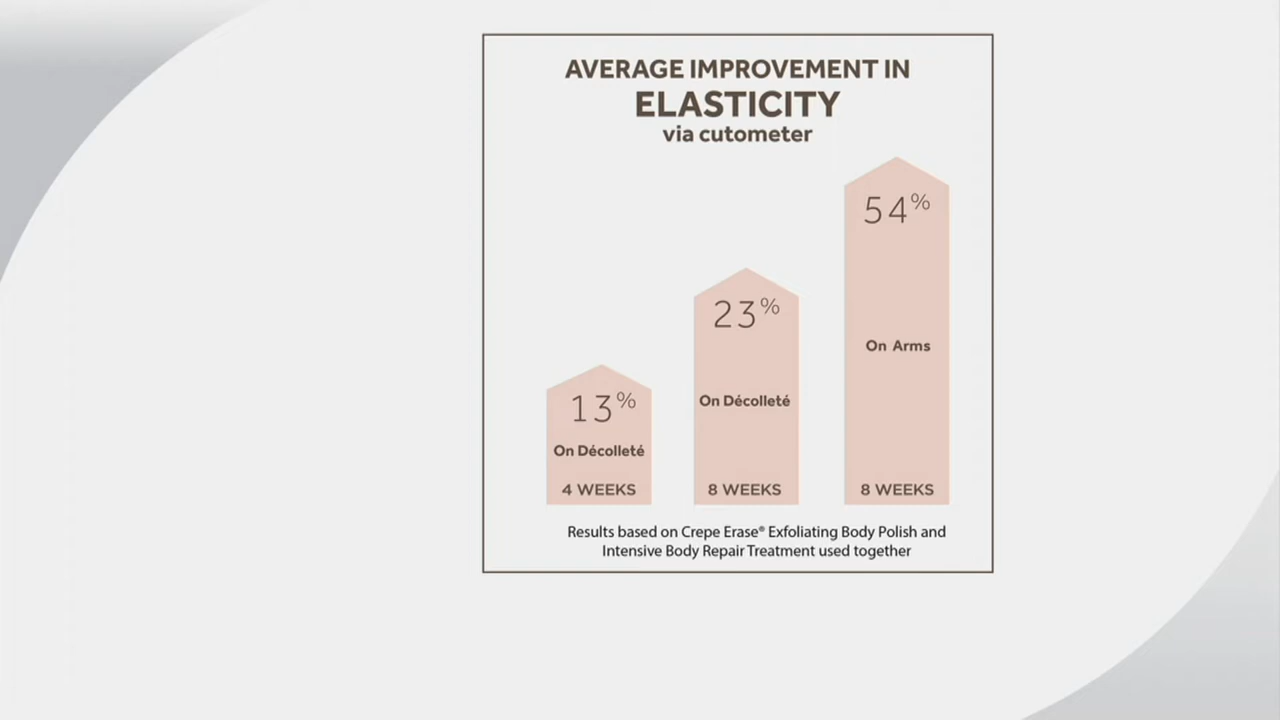 AVERAGE IMPROVEMENT IN
ELASTICITY
via cutometer
13%
On Décolleté
4 WEEKS
23%
On Décolleté
8 WEEKS
54%
On Arms
8 WEEKS
Results based on Crepe Erase® Exfoliating Body Polish and
Intensive Body Repair Treatment used together